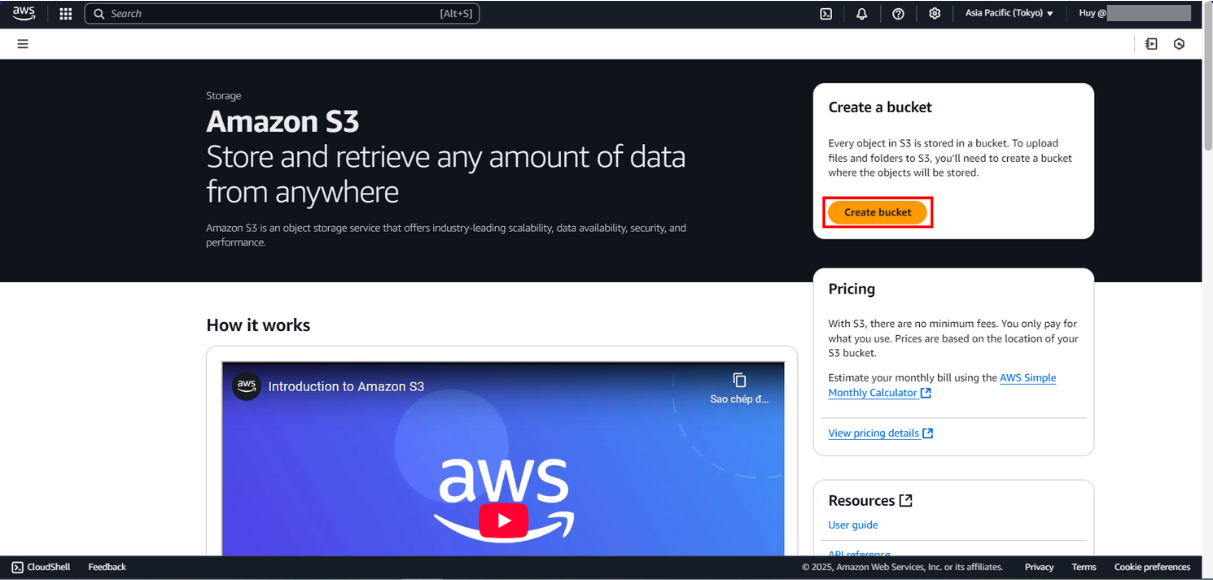 aws
Search
[Alt+S]
Asia Pacific (Tokyo)
Huy @
Storage
Amazon S3
Store and retrieve any amount of data
from anywhere
Amazon S3 is an object storage service that offers industry-leading scalability, data availability, security, and
performance.
Create a bucket
Every object in S3 is stored in a bucket. To upload
files and folders to S3, you'll need to create a bucket
where the objects will be stored.
Create bucket
Pricing
With S3, there are no minimum fees. You only pay for
what you use. Prices are based on the location of your
S3 bucket.
Estimate your monthly bill using the AWS Simple
Monthly Calculator
View pricing details
How it works
aws
Introduction to Amazon S3
Sao chép đ...
aws
Resources
User guide
API reference
CloudShell
Feedback
© 2025, Amazon Web Services, Inc. or its affiliates.
Privacy
Terms
Cookie preferences